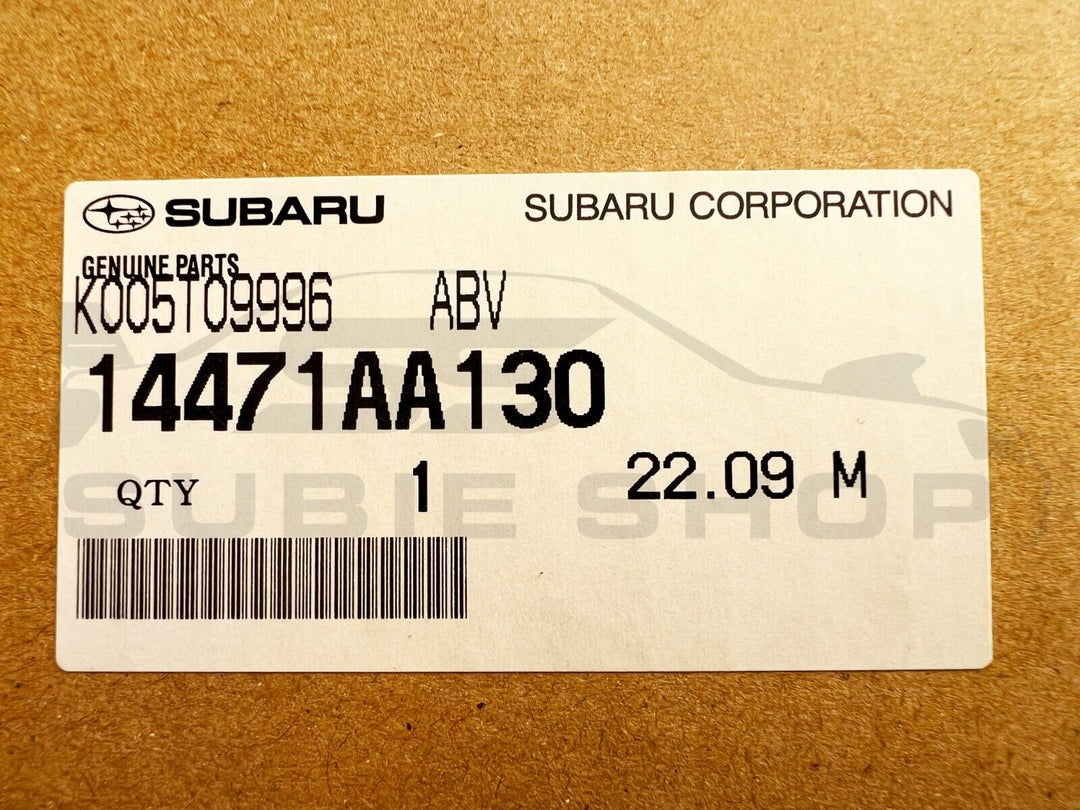 SUBARU SUBARU CORPORATION
GENUINE PARTS
K005T09996 ABV
14471AA130
QTY 1 22.09 M
SUBIE SHOP